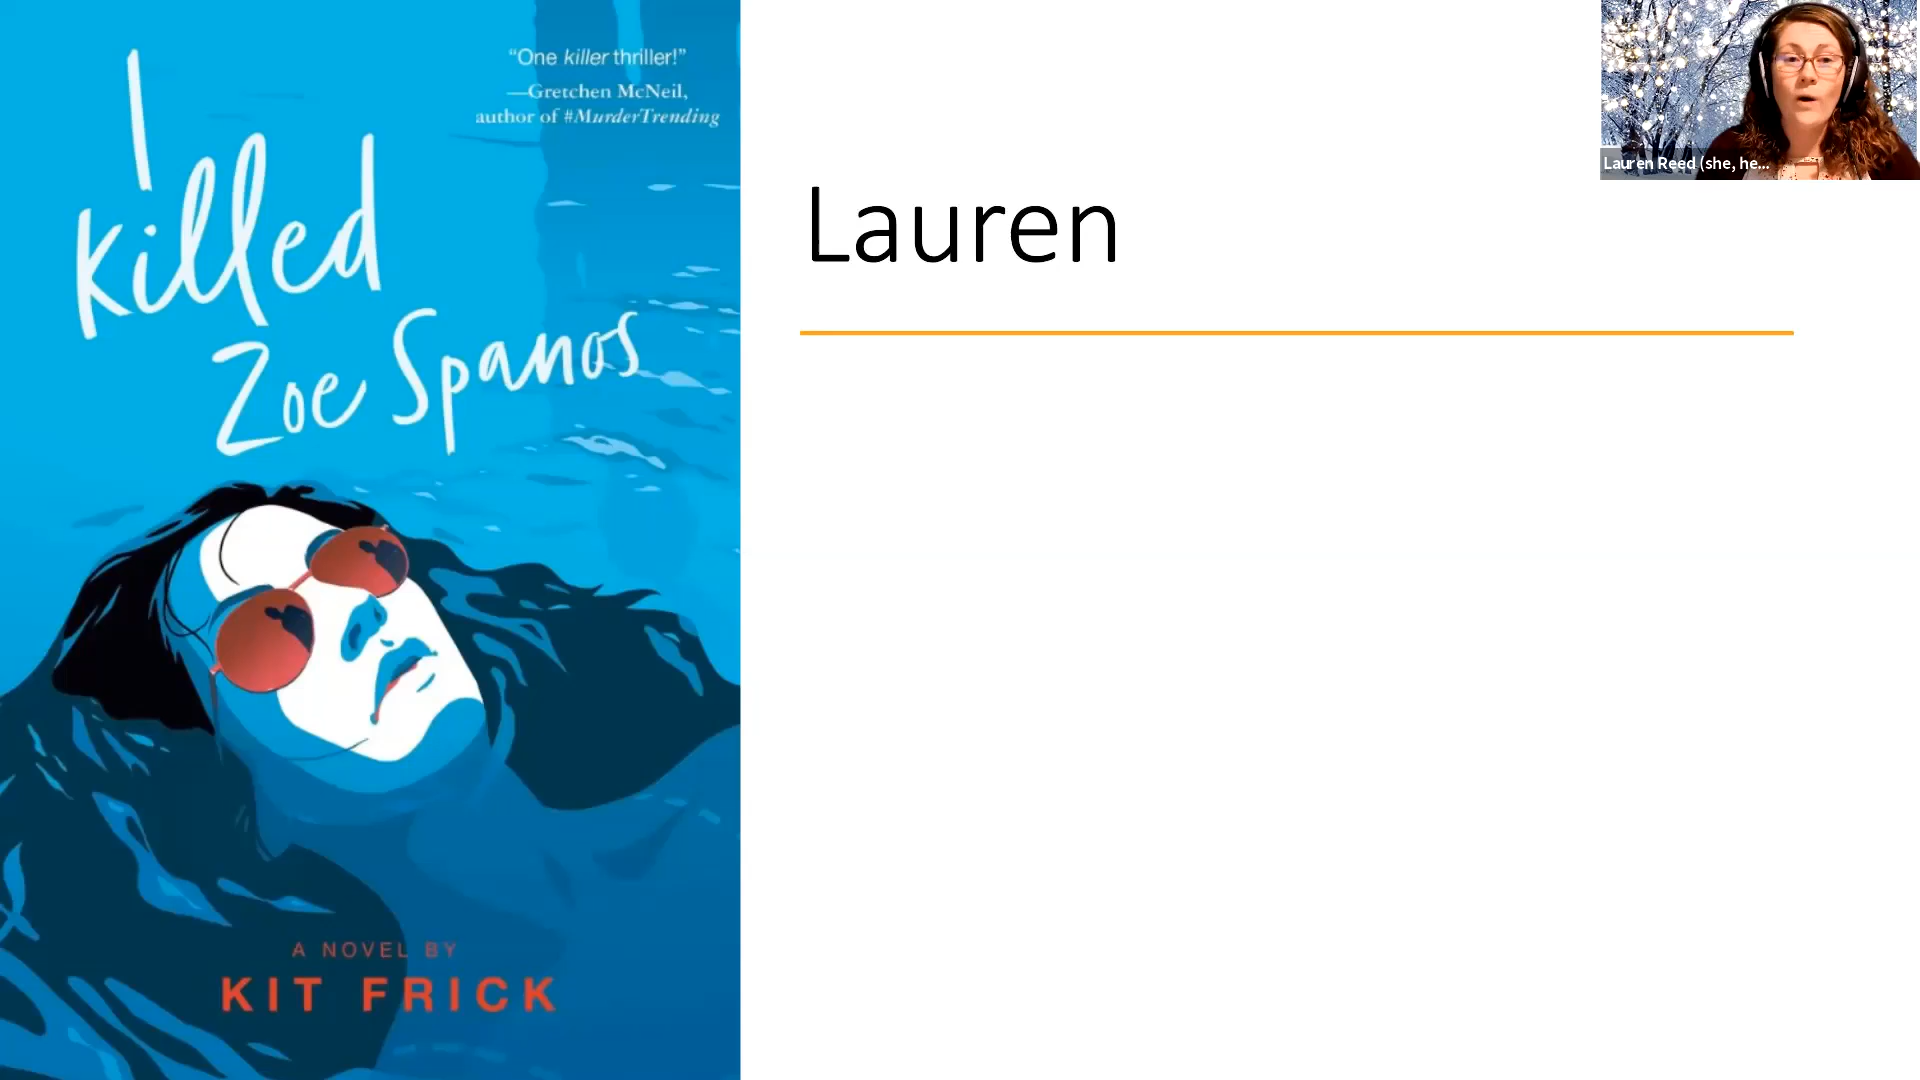 I
killed
Zoe Spanos
“One killer thriller!”
—Gretchen McNeil,
author of #MurderTrending
A NOVEL BY
KIT FRICK
Lauren
Lauren Reed (she, he...